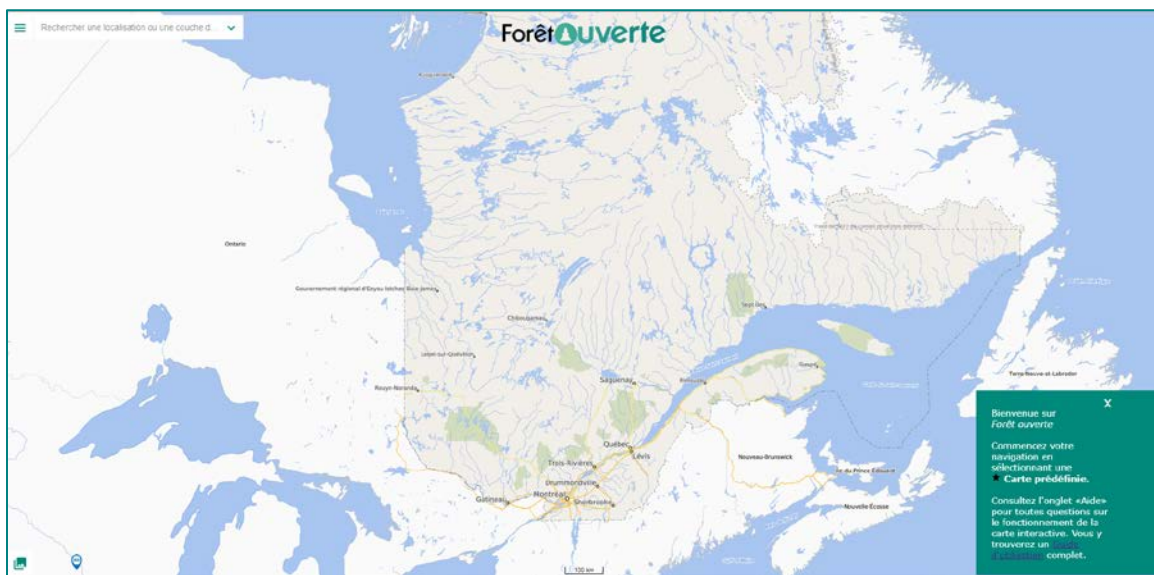 Rechercher une localisation ou une couche d...
Forêt Ouverte
Kuujjuarapik
Ontario
Gouvernement régional d'Eeyou Istchee Baie-James
Chibougamau
Sept-Îles
Lebel-sur-Quévillon
Rouyn-Noranda
Saguenay
Rimouski
Gaspé
Terre-Neuve-et-Labrador
Québec
Lévis
Trois-Rivières
Drummondville
Montréal
Sherbrooke
Gatineau
Nouveau-Brunswick
Île du Prince-Édouard
Nouvelle-Écosse
X
Bienvenue sur
Forêt ouverte
Commencez votre
navigation en
sélectionnant une
★ Carte prédéfinie.
Consultez l'onglet «Aide»
pour toutes questions sur
le fonctionnement de la
carte interactive. Vous y
trouverez un Guide
d'utilisation complet.
130 km